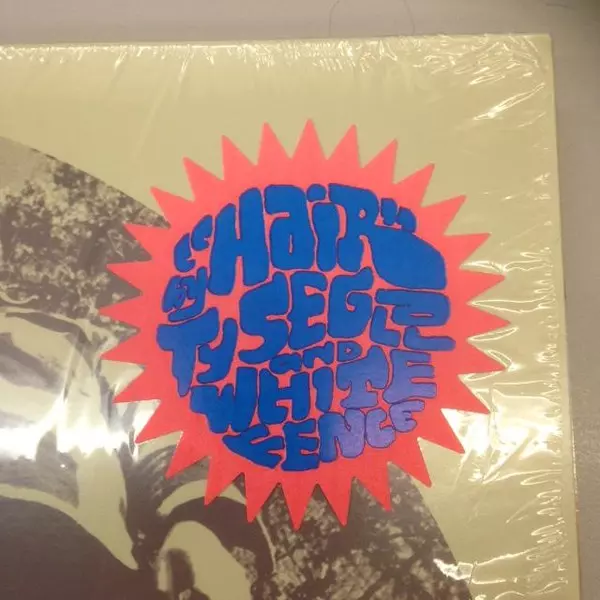 "HaiR"
by
TY SEGALL
and
WHITE
FENCE